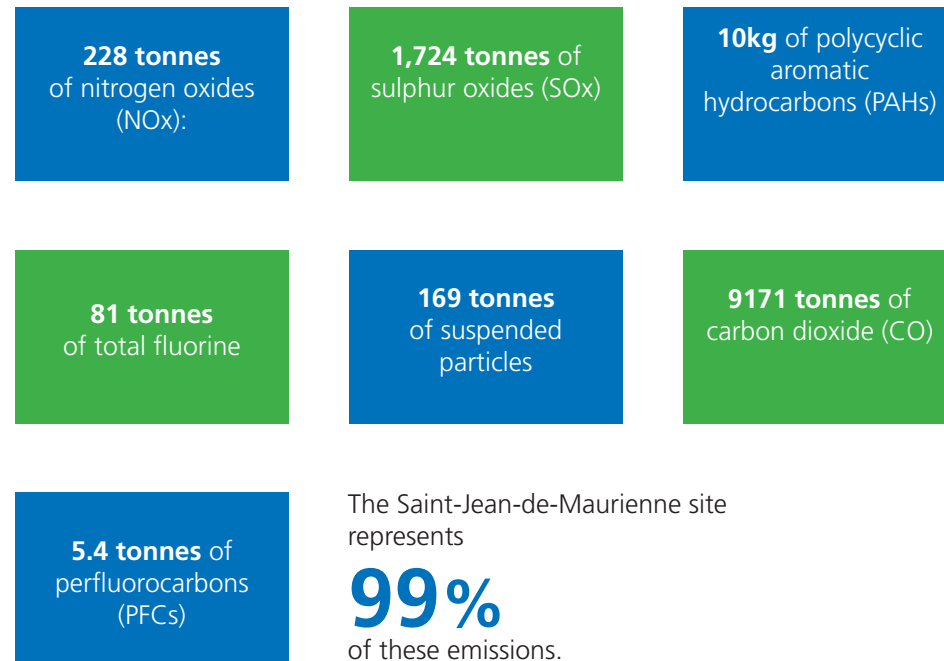 228 tonnes
of nitrogen oxides
(NOx):
1,724 tonnes of
sulphur oxides (SOx)
10kg of polycyclic
aromatic
hydrocarbons (PAHs)
81 tonnes
of total fluorine
169 tonnes
of suspended
particles
9171 tonnes of
carbon dioxide (CO)
5.4 tonnes of
perfluorocarbons
(PFCs)
The Saint-Jean-de-Maurienne site
represents
99%
of these emissions.